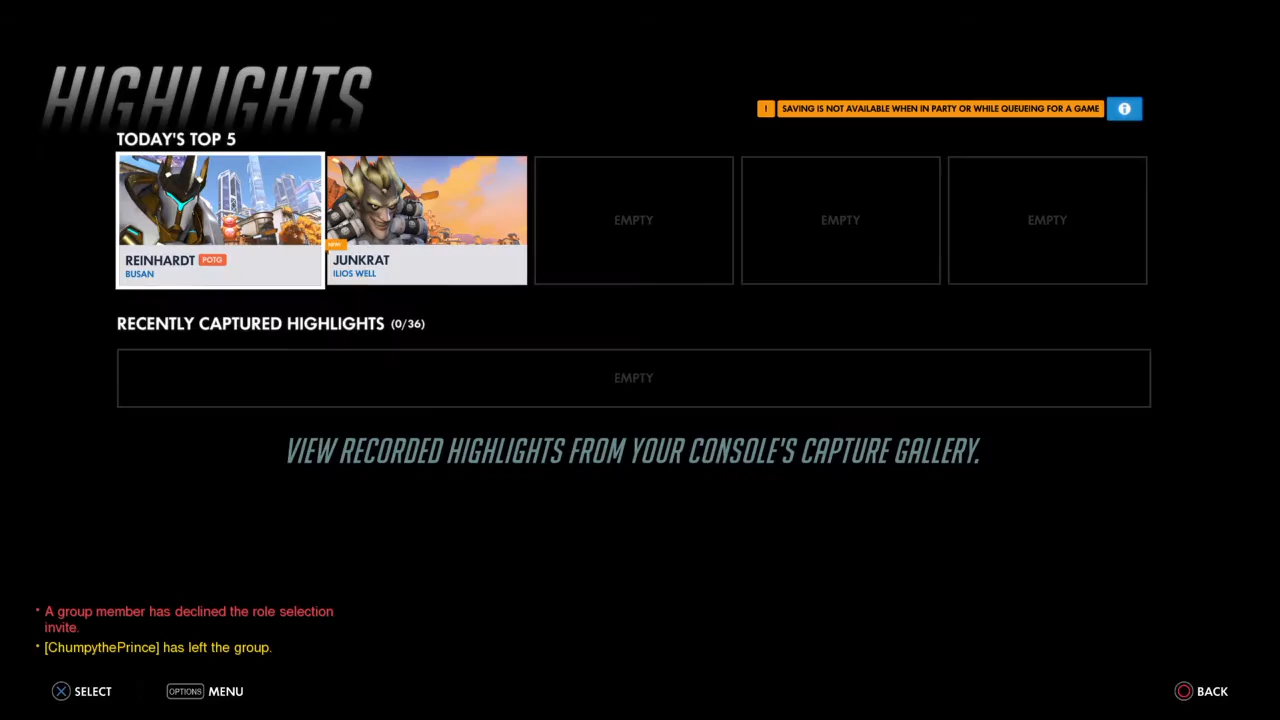 HIGHLIGHTS
! SAVING IS NOT AVAILABLE WHEN IN PARTY OR WHILE QUEUEING FOR A GAME
TODAY'S TOP 5
REINHARDT POTG
BUSAN
NEW
JUNKRAT
ILIOS WELL
EMPTY
EMPTY
EMPTY
RECENTLY CAPTURED HIGHLIGHTS (0/36)
EMPTY
VIEW RECORDED HIGHLIGHTS FROM YOUR CONSOLE'S CAPTURE GALLERY.
• A group member has declined the role selection
invite.
• [ChumpythePrince] has left the group.
SELECT
OPTIONS MENU
BACK